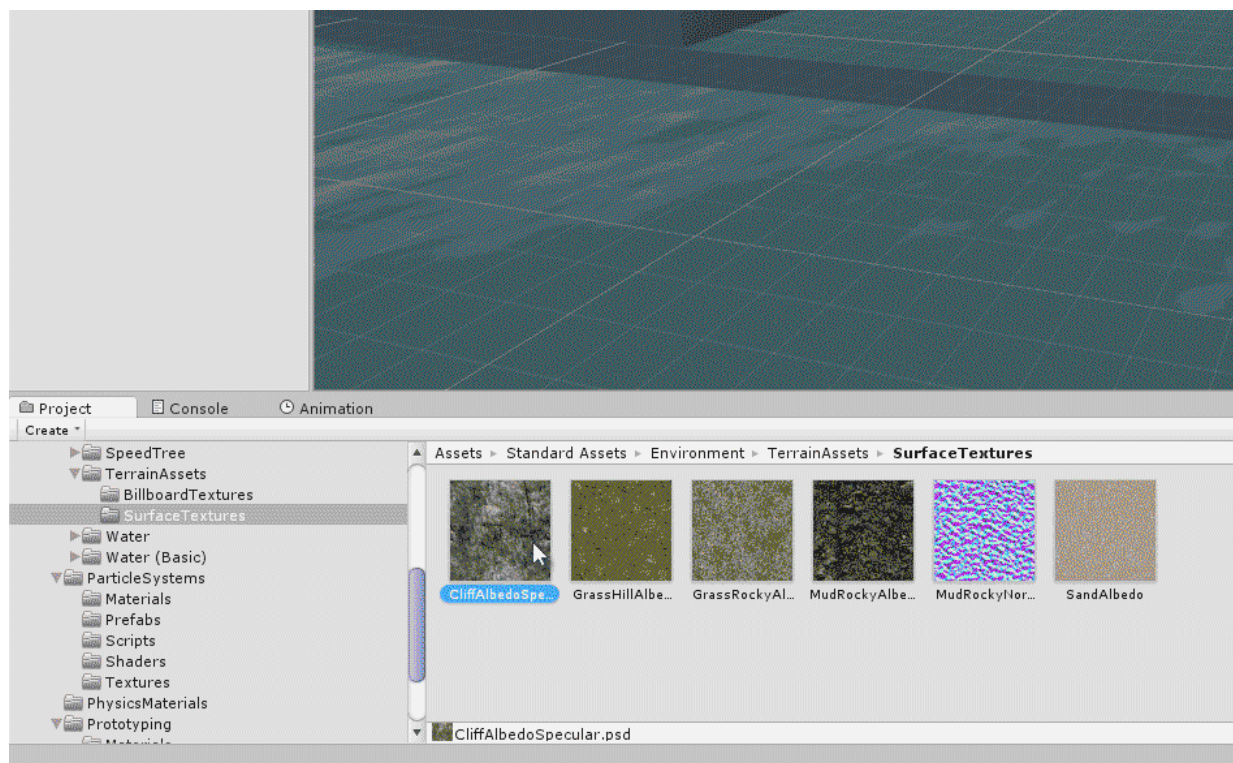 Project Console Animation
Create
SpeedTree
TerrainAssets
BillboardTextures
SurfaceTextures
Water
Water (Basic)
ParticleSystems
Materials
Prefabs
Scripts
Shaders
Textures
PhysicsMaterials
Prototyping
Materials
Assets Standard Assets Environment TerrainAssets SurfaceTextures
CliffAlbedoSpe... GrassHillAlbe... GrassRockyAl... MudRockyAlbe... MudRockyNor... SandAlbedo
CliffAlbedoSpecular.psd